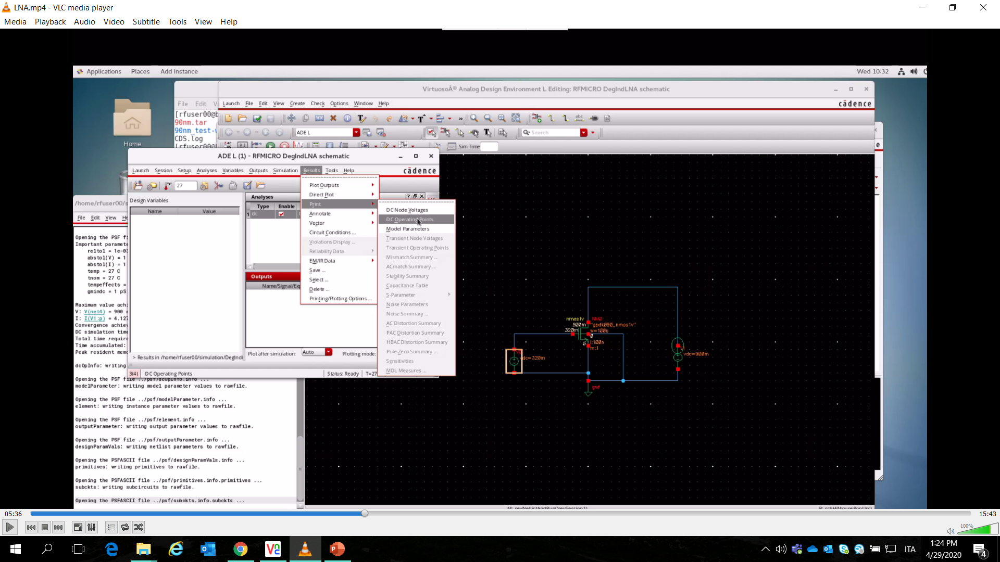 LNA.mp4 - VLC media player
Media Playback Audio Video Subtitle Tools View Help
Applications Places Add Instance
Wed 10:32
VirtuosoÂ® Analog Design Environment L Editing: RFMICRO DegIndLNA schematic
File Edit
Launch File Edit View Create Check Options Window Help
cādence
[rfuser00@b
90nm.tar
90nm_test-
CDS.log
[rfuser00@b
Home
ADE L
Search
Sim Time
ADE L (1) - RFMICRO DegIndLNA schematic
Launch Session Setup Analyses Variables Outputs Simulation Results Tools Help
cādence
27
Design Variables
Name Value
Analyses
Type Enable
1 dc
Outputs
Plot after simulation: Auto Plotting mode:
> Results in /home/rfuser00/simulation/DegIndl
3(4) DC Operating Points
Status: Ready T=27
Plot Outputs
Direct Plot
Print
Annotate
Vector
Circuit Conditions ...
Violations Display ...
Reliability Data
EM/IR Data
Save ...
Select ...
Delete ...
Printing/Plotting Options ...
DC Node Voltages
DC Operating Points
Model Parameters
Transient Node Voltages
Transient Operating Points
Mismatch Summary ...
ACmatch Summary ...
Stability Summary
Capacitance Table
S-Parameter
Noise Parameters
Noise Summary ...
AC Distortion Summary
PAC Distortion Summary
HBAC Distortion Summary
Pole-Zero Summary ...
Sensitivities
MDL Measures ...
/home/rfuser00/s
File Edit View
Opening the PSF fi
Important paramete
reltol = 1e-03
abstol(V) = 1
abstol(I) = 1
temp = 27 C
tnom = 27 C
tempeffects =
gmindc = 1 pS
Maximum value achi
V: V(net4) = 900
I: I(V1:p) = 4.127
Convergence achiev
DC simulation time
Total time require
Time accumulated:
Peak resident memo
dcOpInfo: writing
Opening the PSF file ../psf/dcOpInfo.info ...
modelParameter: writing model parameter values to rawfile.
Opening the PSF file ../psf/modelParameter.info ...
element: writing instance parameter values to rawfile.
Opening the PSF file ../psf/element.info ...
outputParameter: writing output parameter values to rawfile.
Opening the PSF file ../psf/outputParameter.info ...
designParamVals: writing netlist parameters to rawfile.
Opening the PSFASCII file ../psf/designParamVals.info ...
primitives: writing primitives to rawfile.
Opening the PSFASCII file ../psf/primitives.info.primitives ...
subckts: writing subcircuits to rawfile.
Opening the PSFASCII file ../psf/subckts.info.subckts ...
nmos1v NM0
900m "gpdk090_nmos1v"
320m w=100u
0
l:100n
m:1
vdc=320m
vdc=900m
gnd
05:36
15:43
100%
ITA
1:24 PM
4/29/2020
4